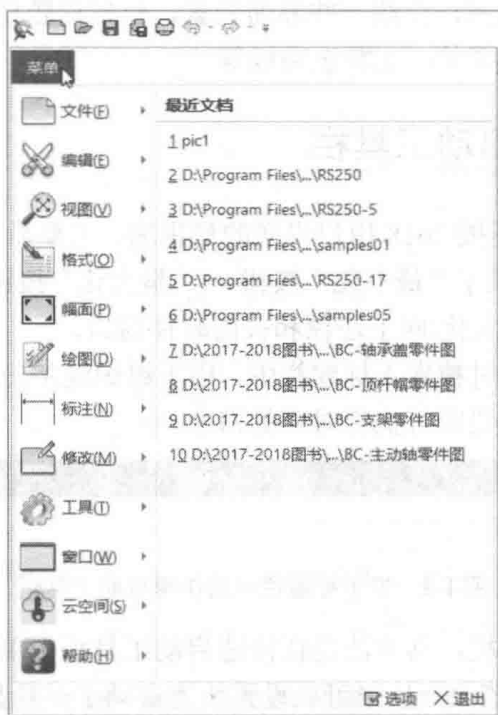 菜单
文件(F)
编辑(E)
视图(V)
格式(O)
幅面(P)
绘图(D)
标注(N)
修改(M)
工具(T)
窗口(W)
云空间(S)
帮助(H)
最近文档
1 pic1
2 D:\Program Files\...\RS250
3 D:\Program Files\...\RS250-5
4 D:\Program Files\...\samples01
5 D:\Program Files\...\RS250-17
6 D:\Program Files\...\samples05
7 D:\2017-2018图书\...\BC-轴承盖零件图
8 D:\2017-2018图书\...\BC-顶杆帽零件图
9 D:\2017-2018图书\...\BC-支架零件图
10 D:\2017-2018图书\...\BC-主动轴零件图
选项
退出